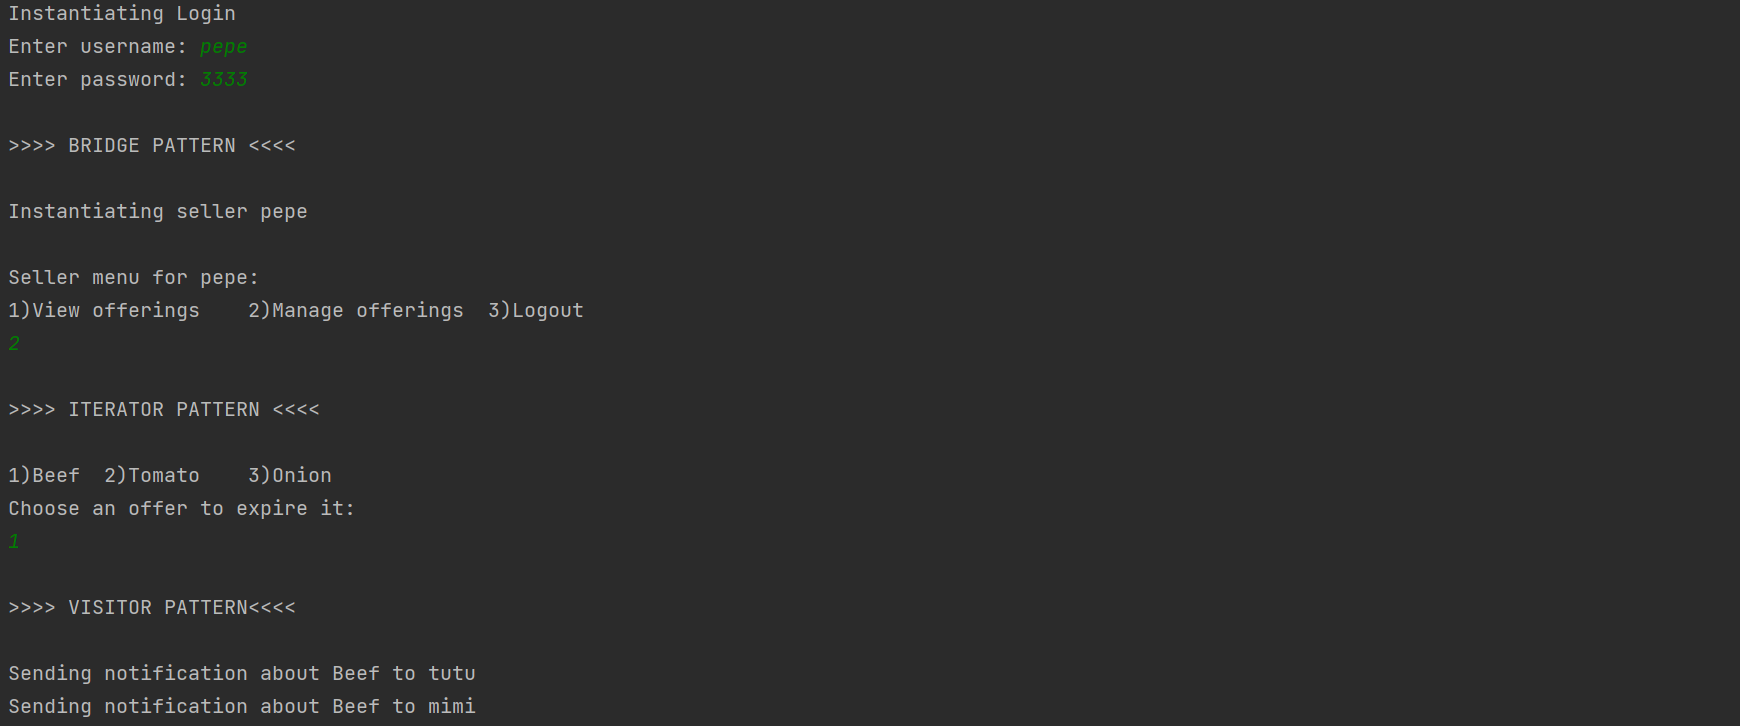 Instantiating Login
Enter username: pepe
Enter password: 3333
>>>> BRIDGE PATTERN <<<<
Instantiating seller pepe
Seller menu for pepe:
1)View offerings    2)Manage offerings  3)Logout
2
>>>> ITERATOR PATTERN <<<<
1)Beef  2)Tomato    3)Onion
Choose an offer to expire it:
1
>>>> VISITOR PATTERN<<<<
Sending notification about Beef to tutu
Sending notification about Beef to mimi